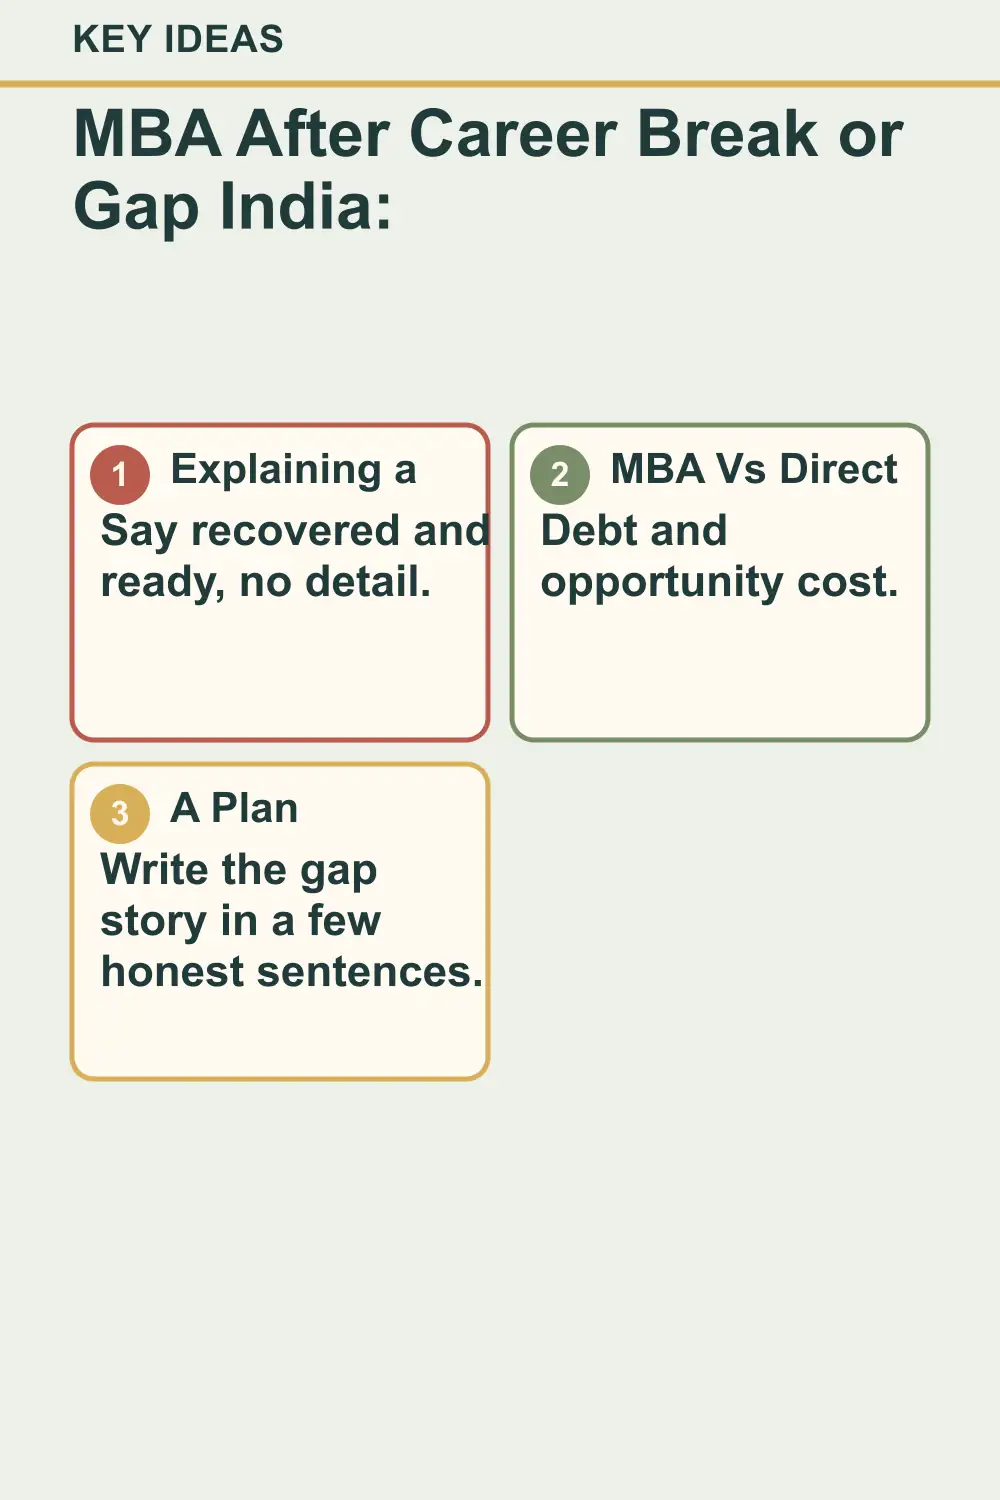 KEY IDEAS
MBA After Career Break or
Gap India:
1
Explaining a
Say recovered and
ready, no detail.
2
MBA Vs Direct
Debt and
opportunity cost.
3
A Plan
Write the gap
story in a few
honest sentences.